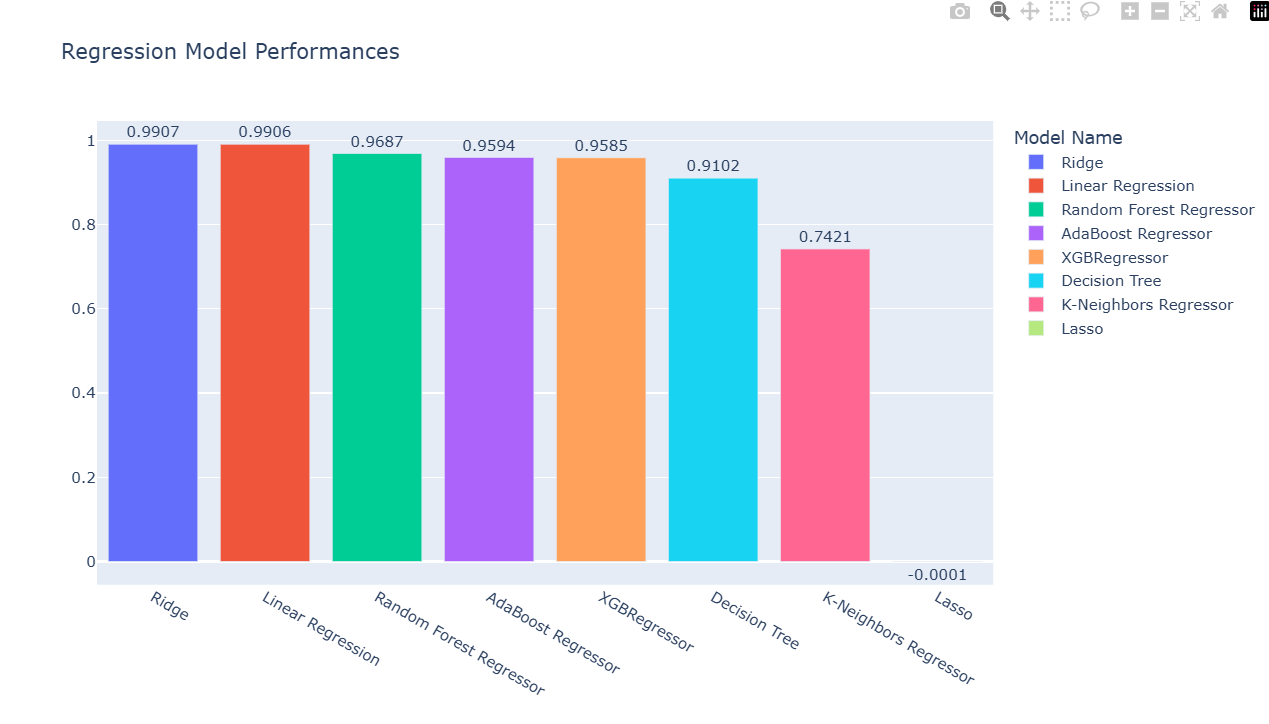 Regression Model Performances
0.9907
0.9906
0.9687
0.9594
0.9585
0.9102
0.7421
-0.0001
1
0.8
0.6
0.4
0.2
0
Ridge
Linear Regression
Random Forest Regressor
AdaBoost Regressor
XGBRegressor
Decision Tree
K-Neighbors Regressor
Lasso
Model Name
Ridge
Linear Regression
Random Forest Regressor
AdaBoost Regressor
XGBRegressor
Decision Tree
K-Neighbors Regressor
Lasso